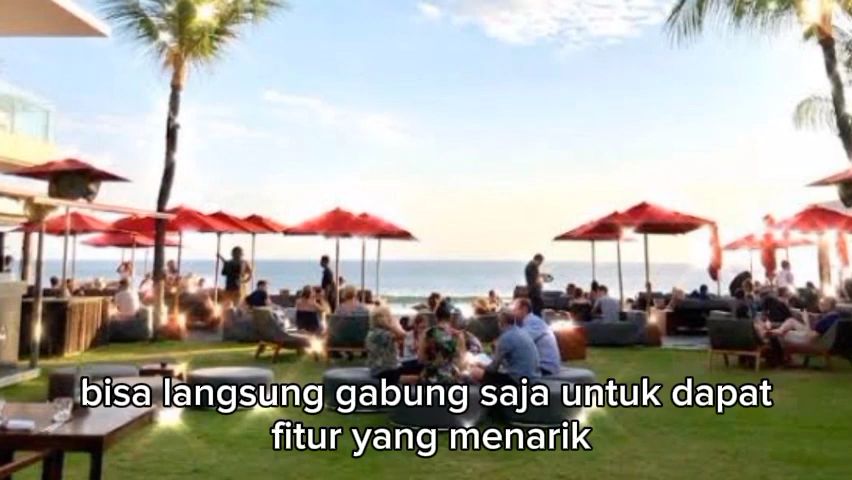 bisa langsung gabung saja untuk dapat
fitur yang menarik